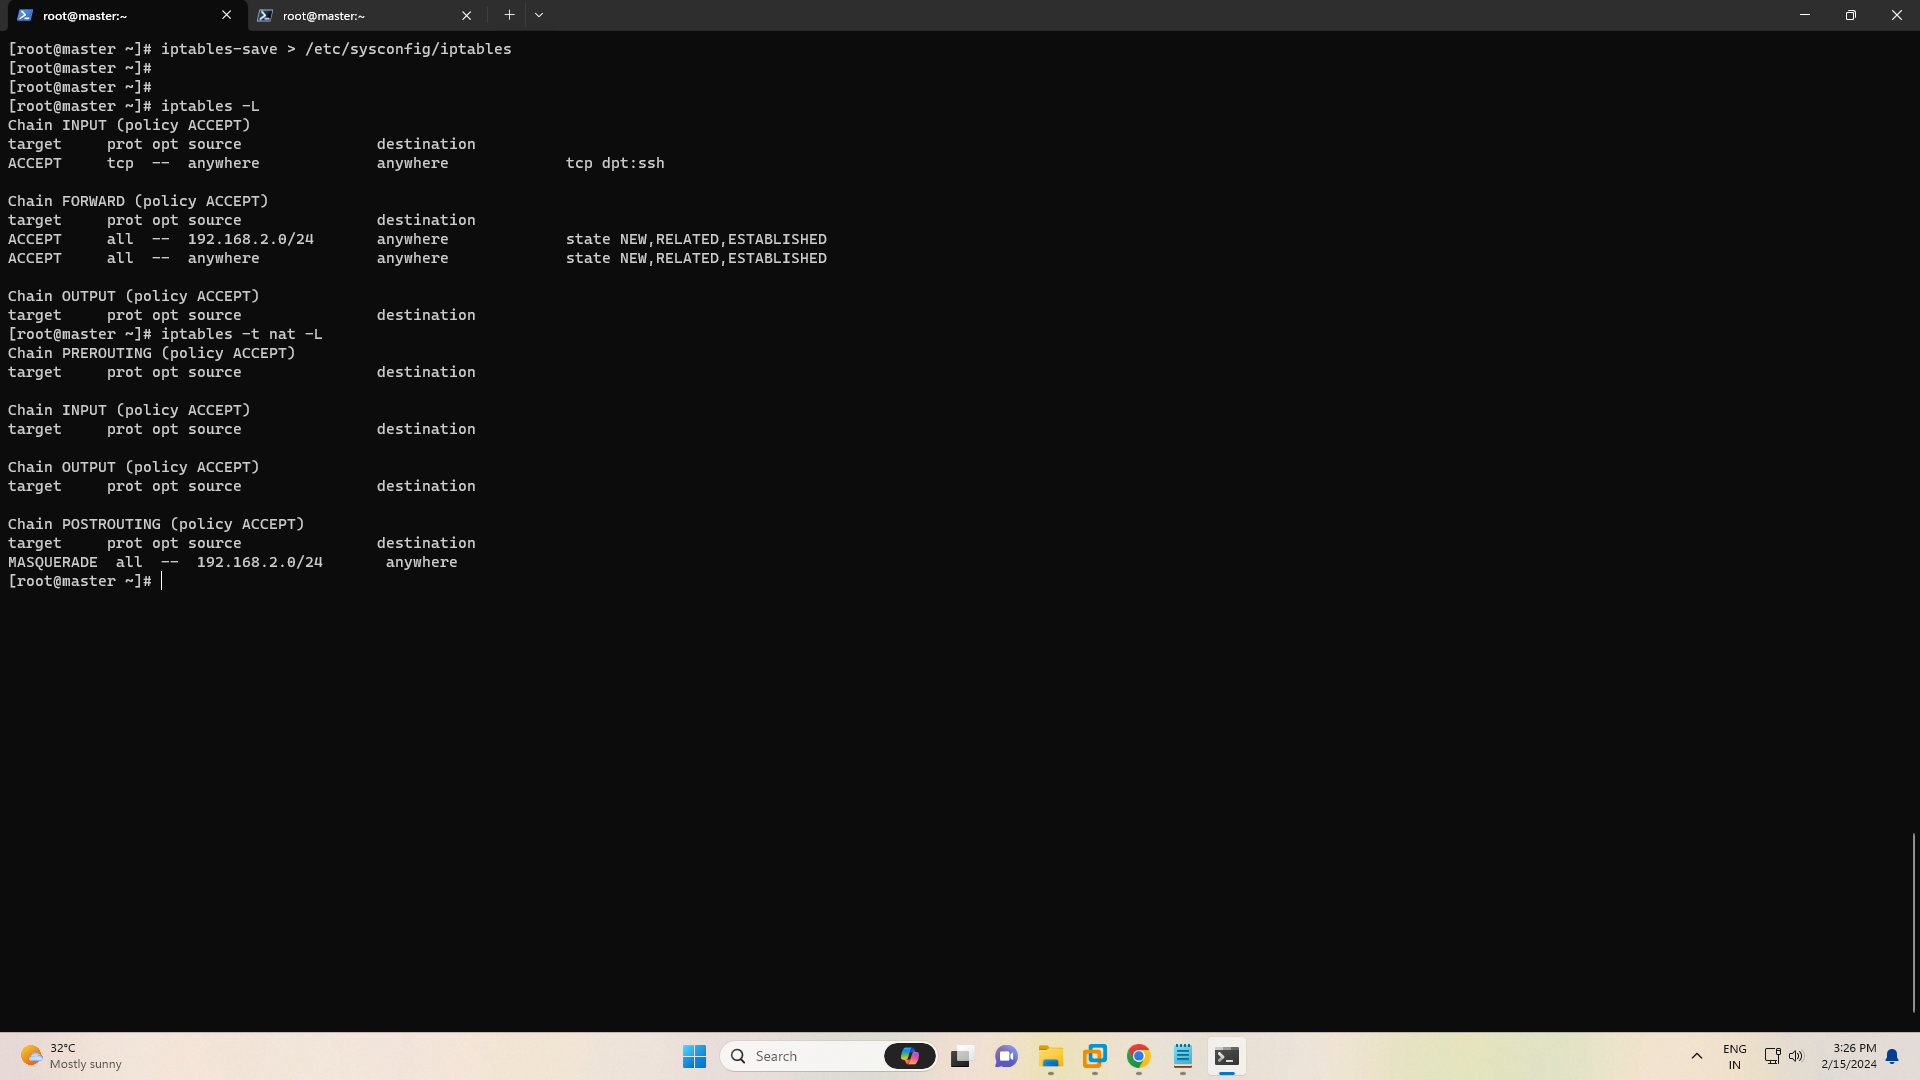 root@master:~
root@master:~
[root@master ~]# iptables-save > /etc/sysconfig/iptables
[root@master ~]#
[root@master ~]#
[root@master ~]# iptables -L
Chain INPUT (policy ACCEPT)
target     prot opt source               destination
ACCEPT     tcp  --  anywhere             anywhere             tcp dpt:ssh

Chain FORWARD (policy ACCEPT)
target     prot opt source               destination
ACCEPT     all  --  192.168.2.0/24       anywhere             state NEW,RELATED,ESTABLISHED
ACCEPT     all  --  anywhere             anywhere             state NEW,RELATED,ESTABLISHED

Chain OUTPUT (policy ACCEPT)
target     prot opt source               destination
[root@master ~]# iptables -t nat -L
Chain PREROUTING (policy ACCEPT)
target     prot opt source               destination

Chain INPUT (policy ACCEPT)
target     prot opt source               destination

Chain OUTPUT (policy ACCEPT)
target     prot opt source               destination

Chain POSTROUTING (policy ACCEPT)
target     prot opt source               destination
MASQUERADE  all  --  192.168.2.0/24       anywhere
[root@master ~]#
32°C
Mostly sunny
Search
ENG
IN
3:26 PM
2/15/2024